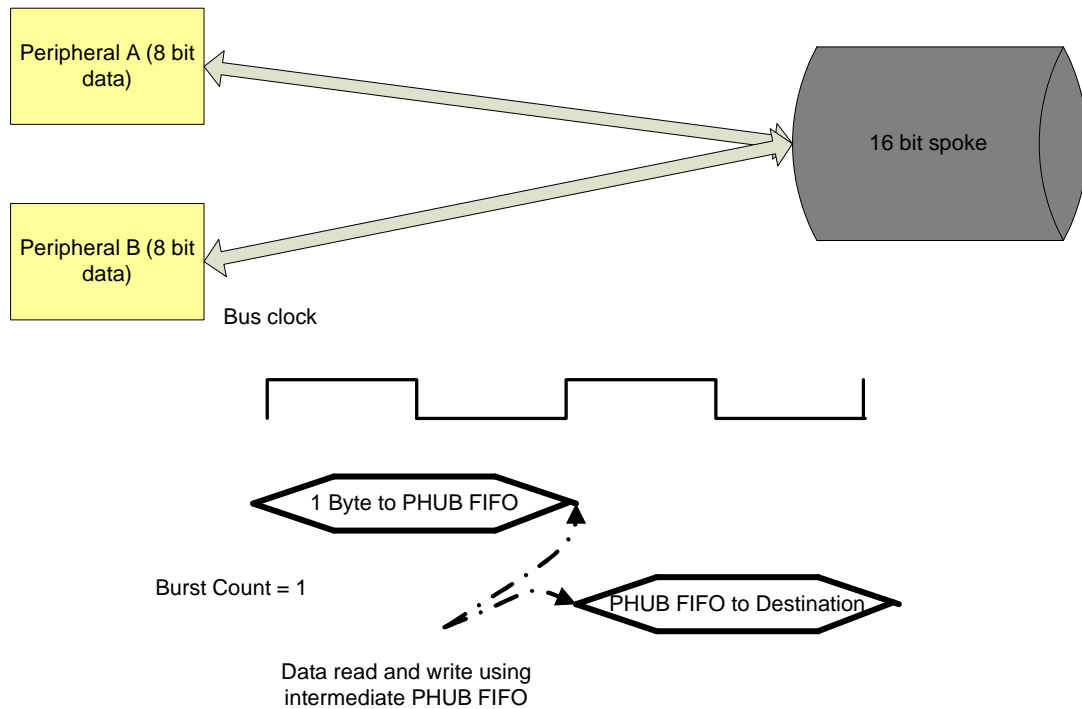 Peripheral A (8 bit
data)
16 bit spoke
Peripheral B (8 bit
data)
Bus clock
1 Byte to PHUB FIFO
Burst Count = 1
PHUB FIFO to Destination
Data read and write using
intermediate PHUB FIFO